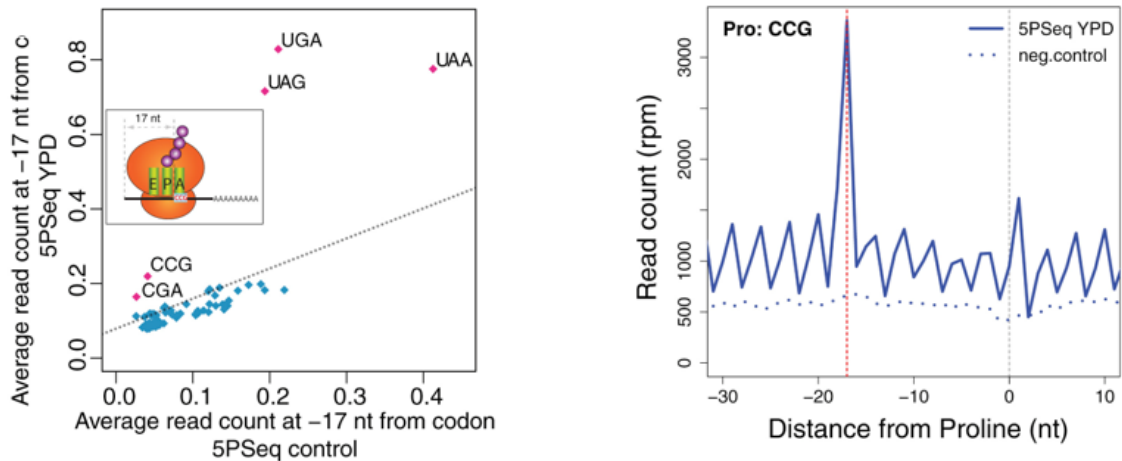 Average read count at −17 nt from c
5PSeq YPD
0.0
0.2
0.4
0.6
0.8
UGA
UAA
UAG
17 nt
E P A
CCG
AAAAAAAAA
CCG
CGA
0.0 0.1 0.2 0.3 0.4
Average read count at −17 nt from codon
5PSeq control
Pro: CCG
5PSeq YPD
neg.control
Read count (rpm)
0 500 1000 2000 3000
−30 −20 −10 0 10
Distance from Proline (nt)